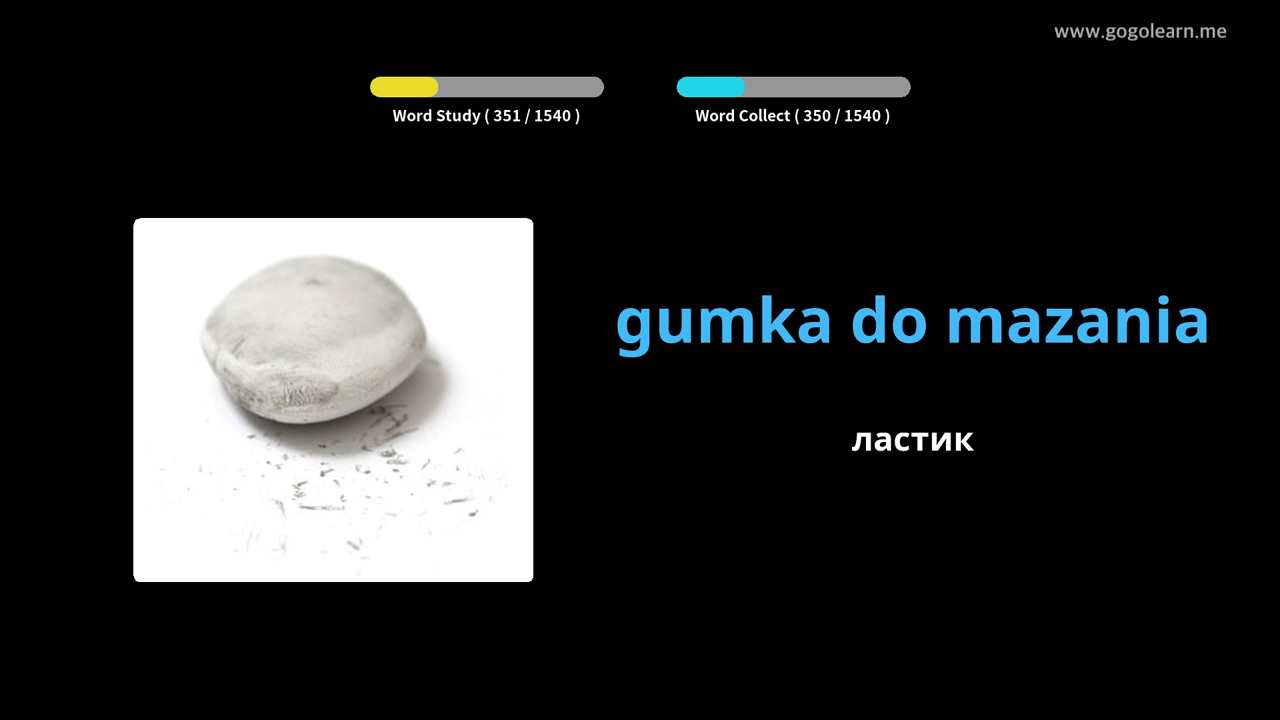 www.gogolearn.me
Word Study ( 351 / 1540 )
Word Collect ( 350 / 1540 )
gumka do mazania
ластик